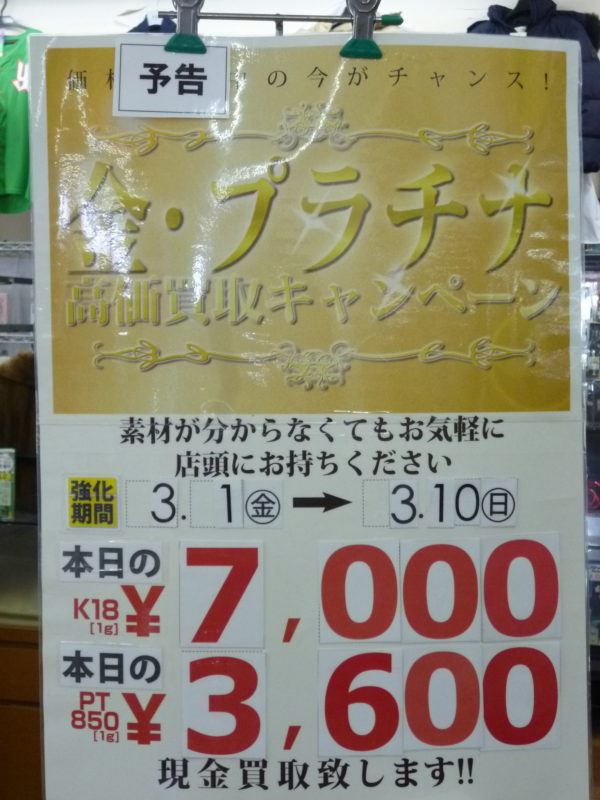 予告
価 の今がチャンス!
金・プラチナ
高価買取キャンペーン
素材が分からなくてもお気軽に
店頭にお持ちください
強化期間 3.1㊎ → 3.10㊐
本日の
K18 [1g] ¥7,000
本日の
PT850 [1g] ¥3,600
現金買取致します!!